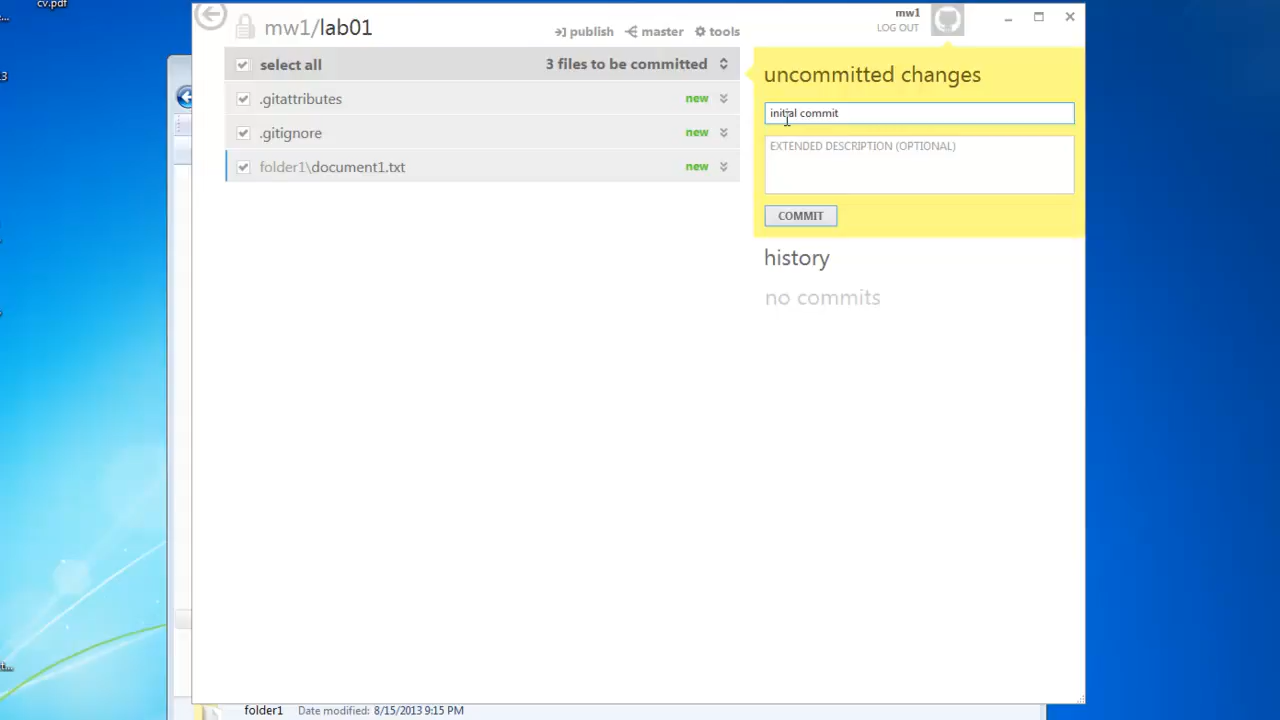 cv.pdf
mw1/lab01
publish
master
tools
mw1
LOG OUT
select all
3 files to be committed
.gitattributes
new
.gitignore
new
folder1\document1.txt
new
uncommitted changes
initial commit
EXTENDED DESCRIPTION (OPTIONAL)
COMMIT
history
no commits
folder1
Date modified: 8/15/2013 9:15 PM